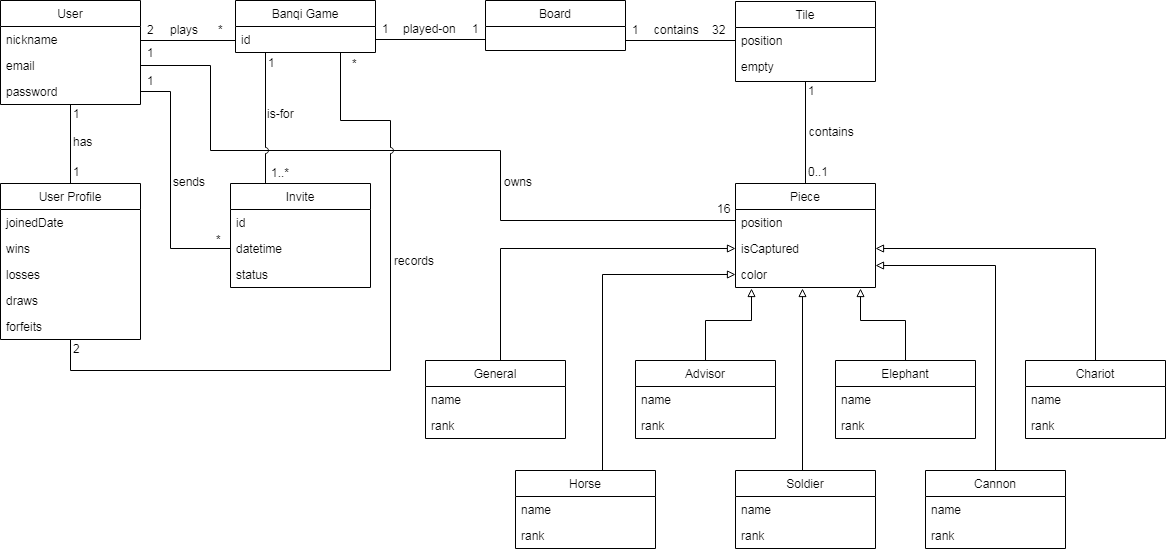 User
nickname
email
password
2 plays *
1
1
Banqi Game
id
1 played-on 1
Board
1 contains 32
Tile
position
empty
1
has
1
1
is-for
1..*
*
1
contains
0..1
sends
*
owns
16
records
2
User Profile
joinedDate
wins
losses
draws
forfeits
Invite
id
datetime
status
Piece
position
isCaptured
color
General
name
rank
Advisor
name
rank
Elephant
name
rank
Chariot
name
rank
Horse
name
rank
Soldier
name
rank
Cannon
name
rank